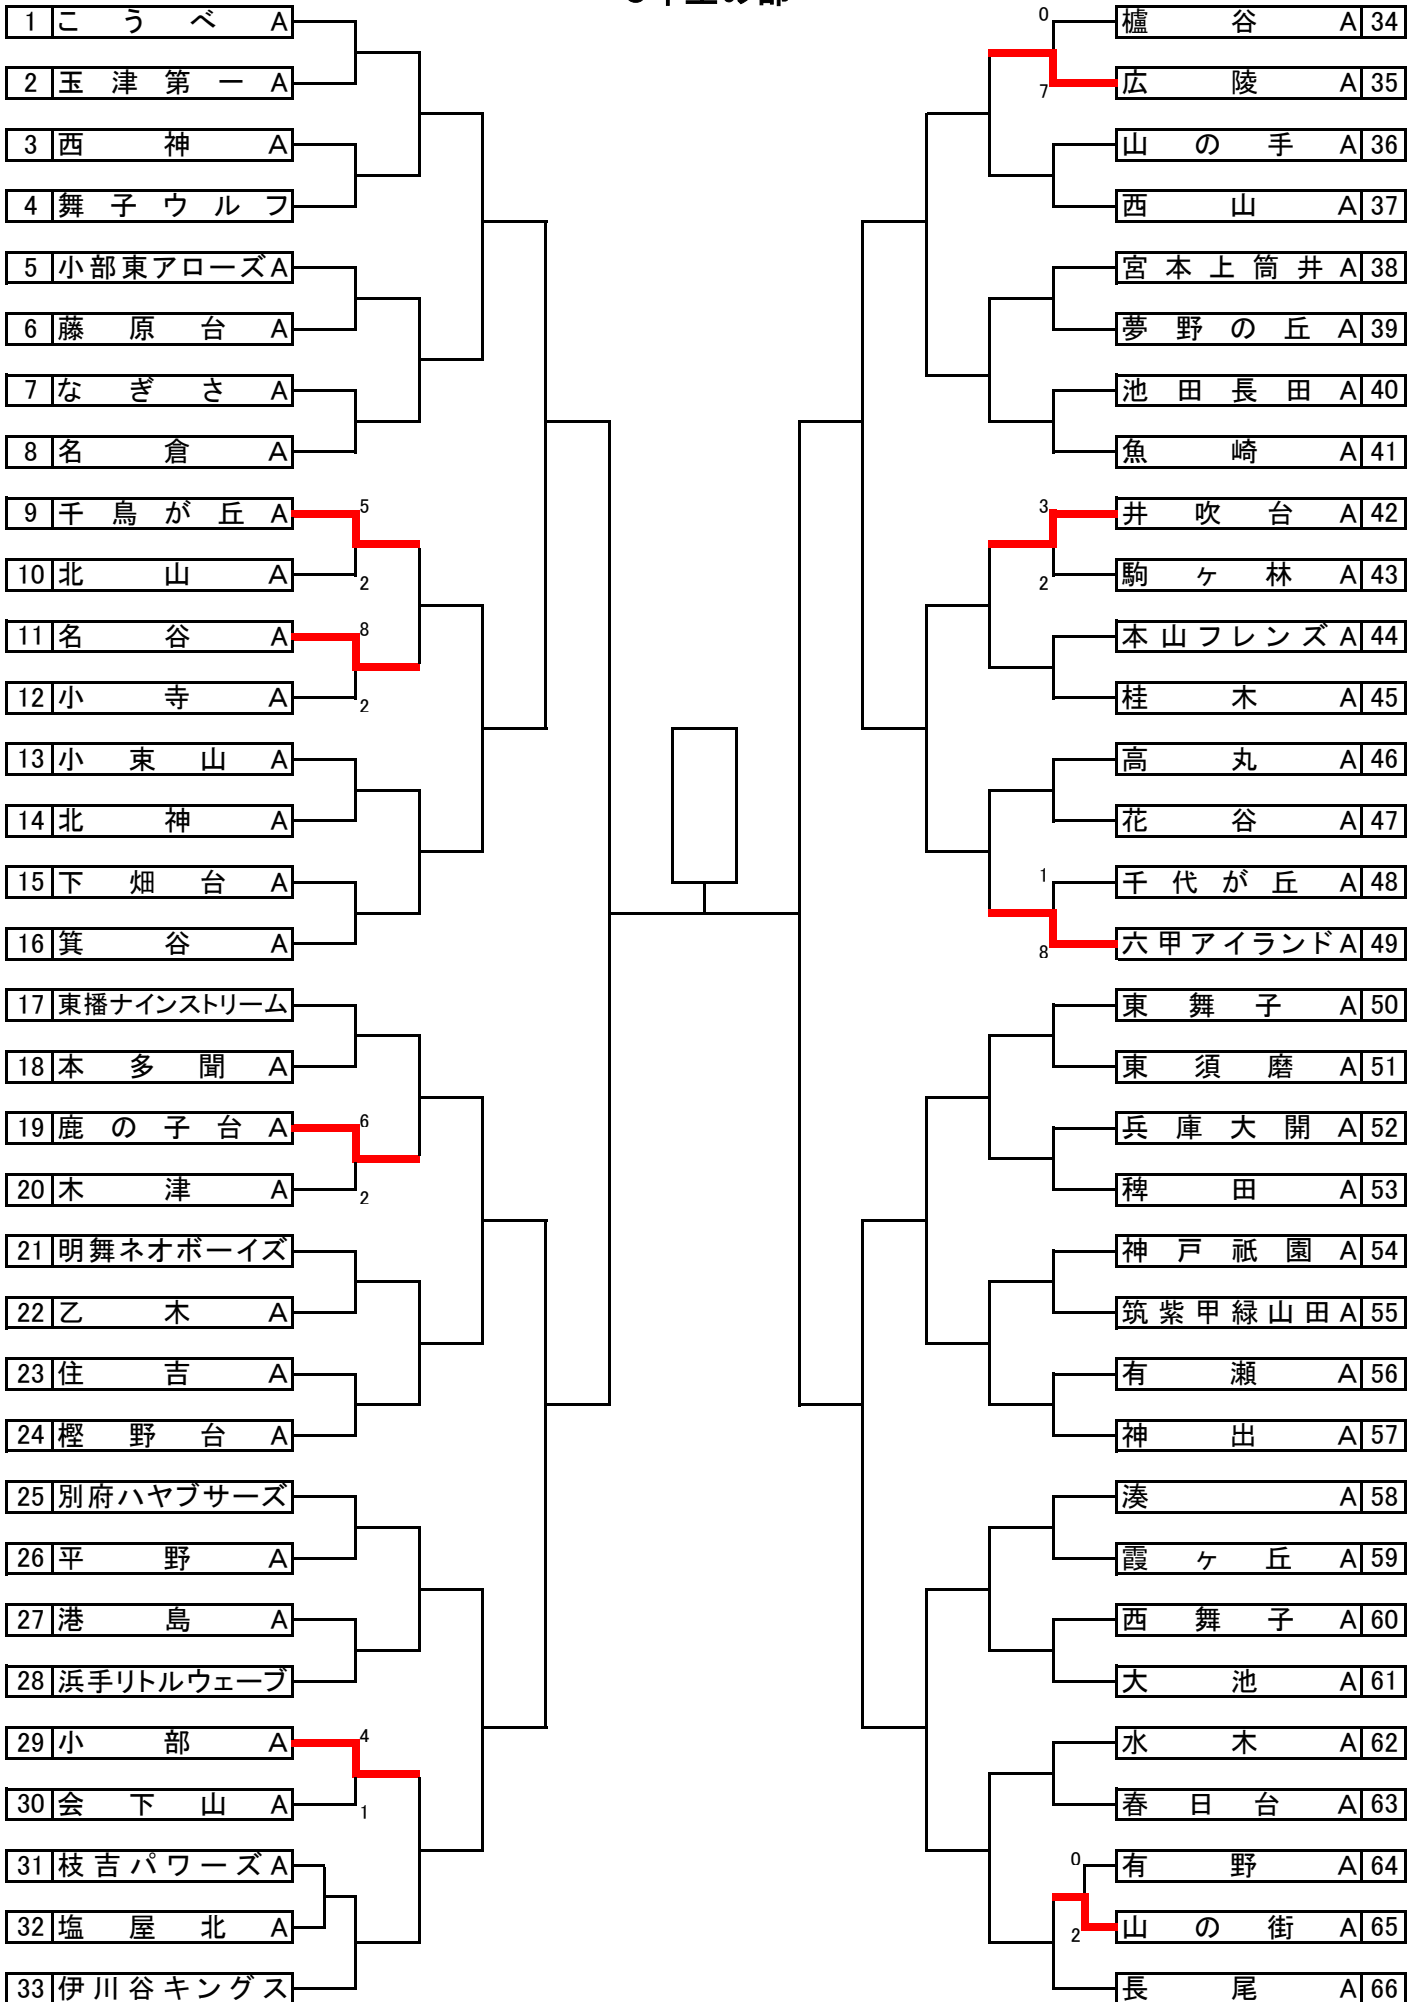 1 こうべ A
2 玉津第一 A
3 西神 A
4 舞子ウルフ
5 小部東アローズ A
6 藤原台 A
7 なぎさ A
8 名倉 A
9 千鳥が丘 A 5
10 北山 A 2
11 名谷 A 8
12 小寺 A 2
13 小東山 A
14 北神 A
15 下畑台 A
16 箕谷 A
17 東播ナインストリーム
18 本多聞 A
19 鹿の子台 A 6
20 木津 A 2
21 明舞ネオボーイズ
22 乙木 A
23 住吉 A
24 樫野台 A
25 別府ハヤブサーズ
26 平野 A
27 港島 A
28 浜手リトルウェーブ
29 小部 A 4
30 会下山 A 1
31 枝吉パワーズ A
32 塩屋北 A
33 伊川谷キングス
0 櫨谷 A 34
7 広陵 A 35
山の手 A 36
西山 A 37
宮本上筒井 A 38
夢野の丘 A 39
池田長田 A 40
魚崎 A 41
3 井吹台 A 42
2 駒ヶ林 A 43
本山フレンズ A 44
桂木 A 45
高丸 A 46
花谷 A 47
1 千代が丘 A 48
8 六甲アイランド A 49
東舞子 A 50
東須磨 A 51
兵庫大開 A 52
稗田 A 53
神戸祇園 A 54
筑紫甲緑山田 A 55
有瀬 A 56
神出 A 57
湊 A 58
霞ヶ丘 A 59
西舞子 A 60
大池 A 61
水木 A 62
春日台 A 63
0 有野 A 64
2 山の街 A 65
長尾 A 66